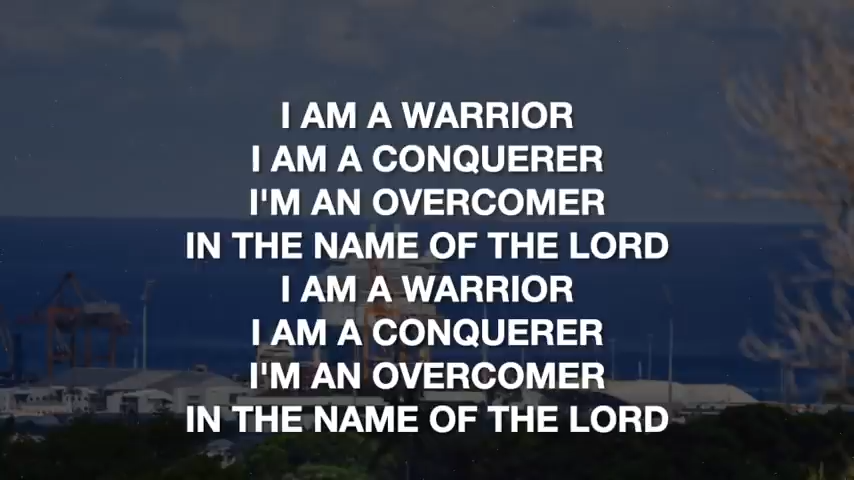 I AM A WARRIOR
I AM A CONQUERER
I'M AN OVERCOMER
IN THE NAME OF THE LORD
I AM A WARRIOR
I AM A CONQUERER
I'M AN OVERCOMER
IN THE NAME OF THE LORD